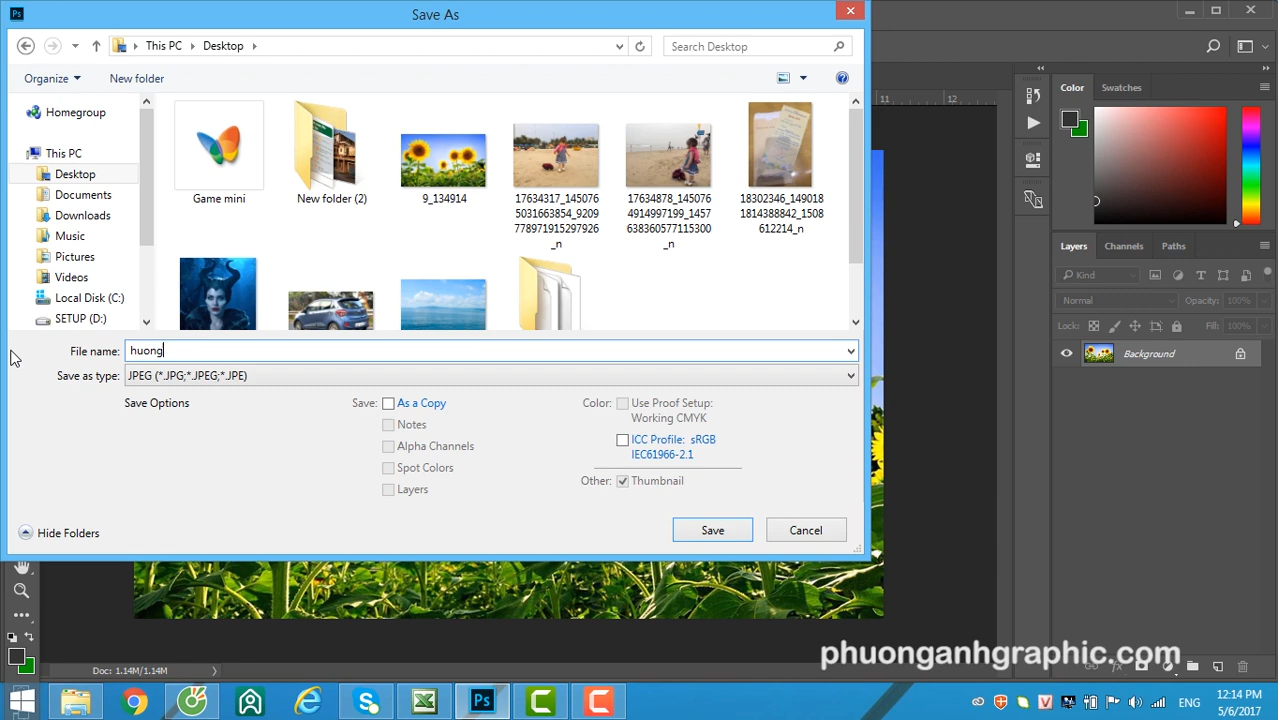 Save As
This PC
Desktop
Search Desktop
Organize
New folder
Homegroup
This PC
Desktop
Documents
Downloads
Music
Pictures
Videos
Local Disk (C:)
SETUP (D:)
Game mini
New folder (2)
9_134914
17634317_145076
5031663854_9209
778971915297926
_n
17634878_145076
4914997199_1457
638360577115300
_n
18302346_149018
1814388842_1508
612214_n
File name:
huong
Save as type:
JPEG (*.JPG;*.JPEG;*.JPE)
Save Options
Save:
As a Copy
Notes
Alpha Channels
Spot Colors
Layers
Color:
Use Proof Setup:
Working CMYK
ICC Profile: sRGB
IEC61966-2.1
Other:
Thumbnail
Hide Folders
Save
Cancel
11
12
Color
Swatches
Layers
Channels
Paths
Kind
Normal
Opacity:
100%
Lock:
Fill:
100%
Background
Doc: 1.14M/1.14M
phuonganhgraphic.com
Ps
ENG
12:14 PM
5/6/2017